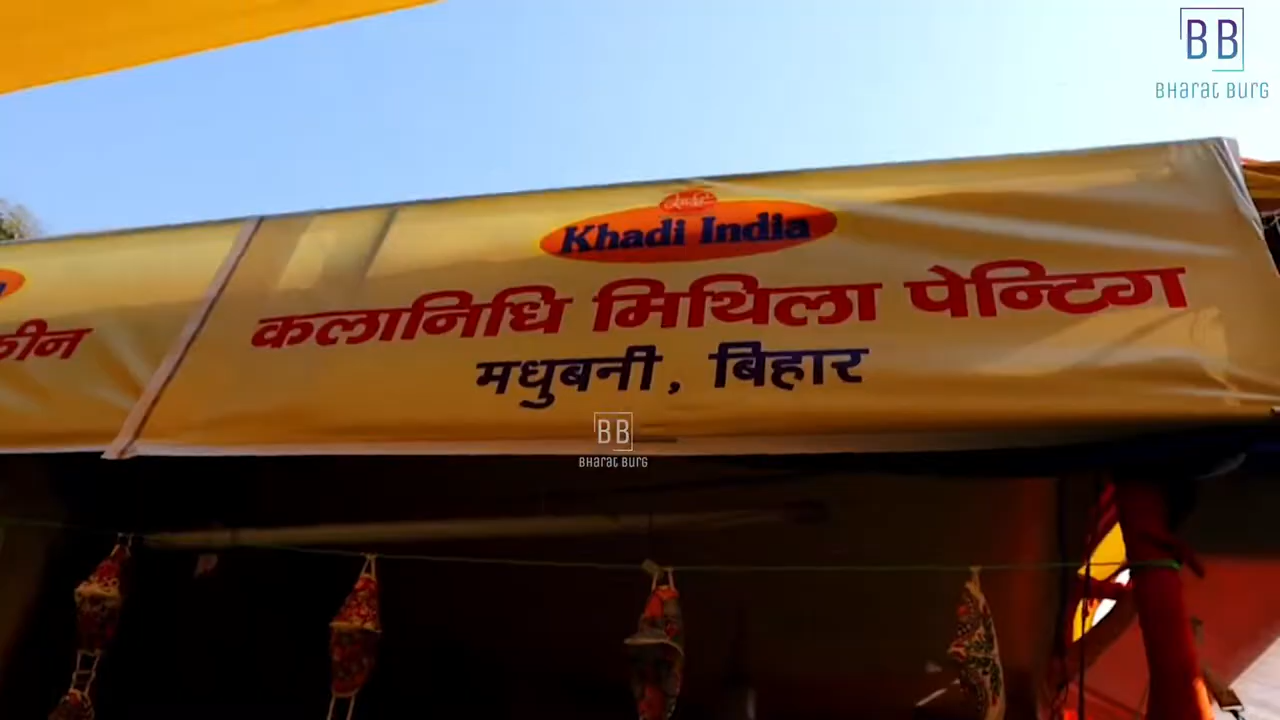 BB
BHarat BurG
Khadi India
कलानिधि मिथिला पेन्टिंग
मधुबनी, बिहार
BB
BHarat BurG